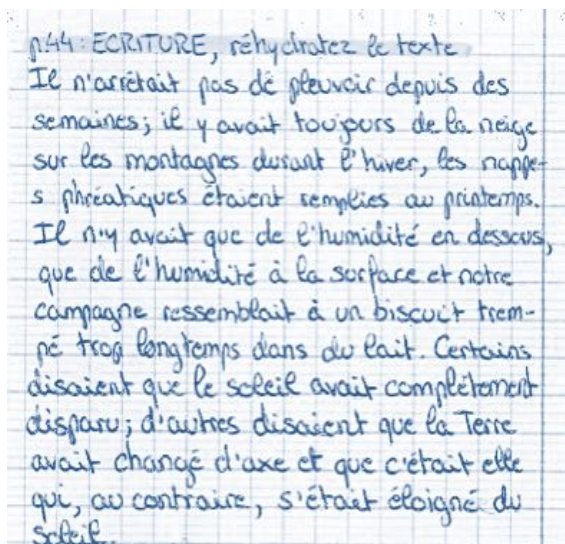 p.44 : ECRITURE, réhydratez le texte
Il n'arrêtait pas de pleuvoir depuis des
semaines; il y avait toujours de la neige
sur les montagnes durant l'hiver, les nappe-
s phréatiques étaient remplies au printemps.
Il n'y avait que de l'humidité en dessous,
que de l'humidité à la surface et notre
campagne ressemblait à un biscuit trem-
pé trop longtemps dans du lait. Certains
disaient que le soleil avait complètement
disparu; d'autres disaient que la Terre
avait changé d'axe et que c'était elle
qui, au contraire, s'était éloigné du
soleil.